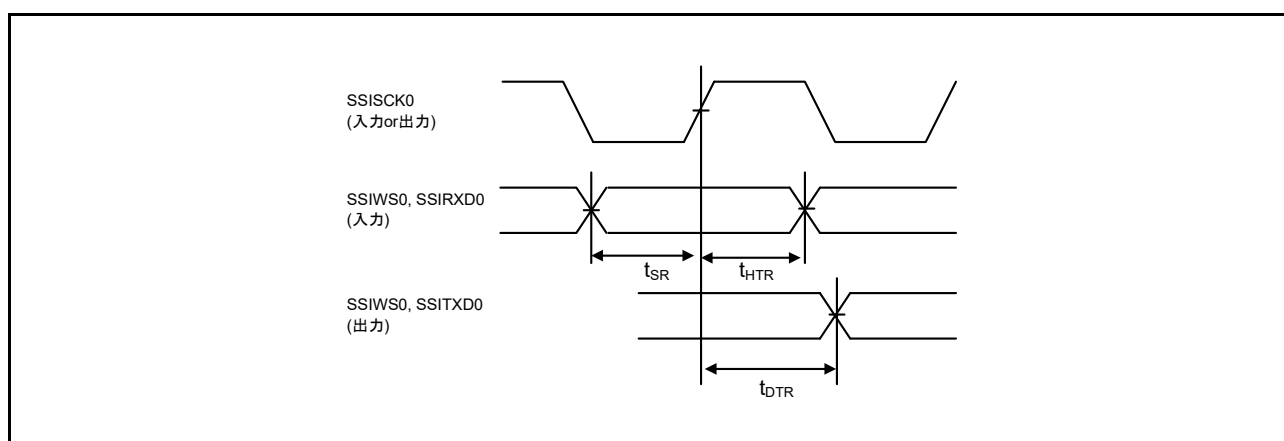 SSISCK0
(入力or出力)
SSIWS0, SSIRXD0
(入力)
tSR
tHTR
SSIWS0, SSITXD0
(出力)
tDTR